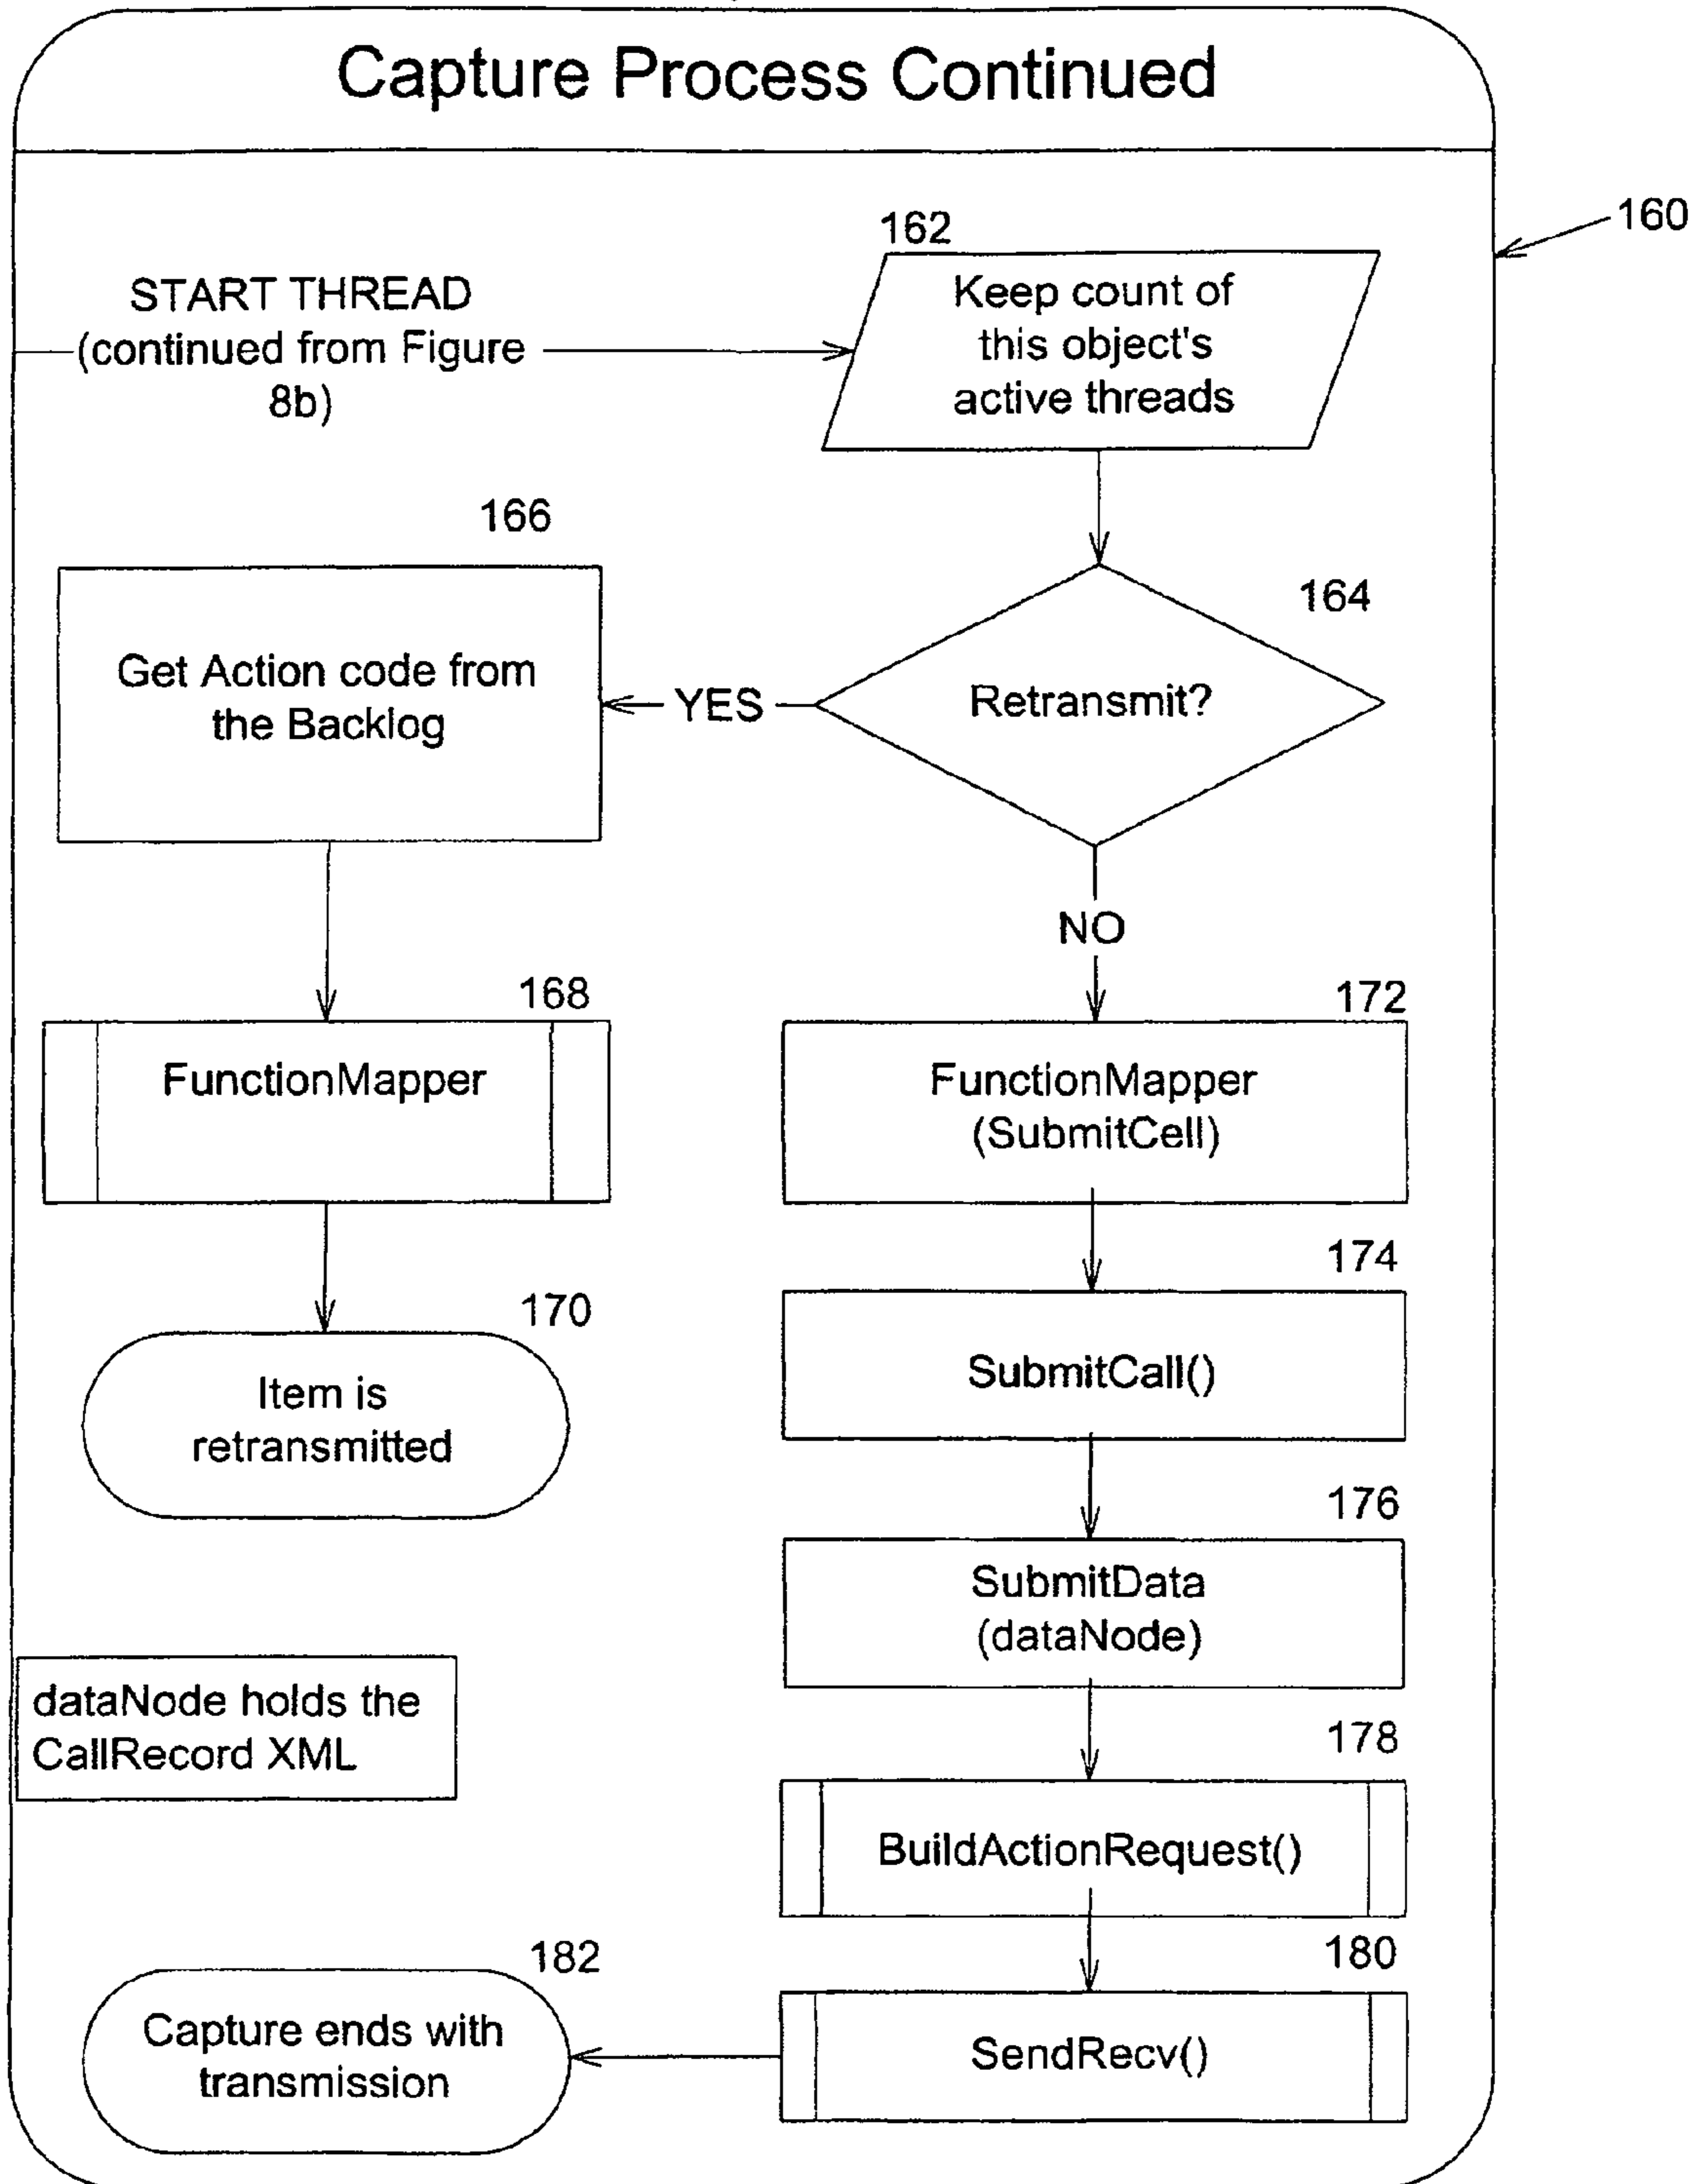 Capture Process Continued
160
162
START THREAD
(continued from Figure
8b)
Keep count of
this object's
active threads
166
164
Get Action code from
the Backlog
YES
Retransmit?
NO
168
172
FunctionMapper
FunctionMapper
(SubmitCell)
174
170
SubmitCall()
Item is
retransmitted
176
SubmitData
(dataNode)
dataNode holds the
CallRecord XML
178
BuildActionRequest()
182
180
Capture ends with
transmission
SendRecv()